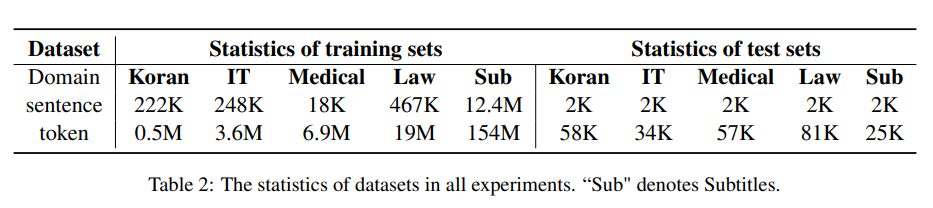 Dataset Statistics of training sets Statistics of test sets
Domain Koran IT Medical Law Sub Koran IT Medical Law Sub
sentence 222K 248K 18K 467K 12.4M 2K 2K 2K 2K 2K
token 0.5M 3.6M 6.9M 19M 154M 58K 34K 57K 81K 25K
Table 2: The statistics of datasets in all experiments. “Sub" denotes Subtitles.